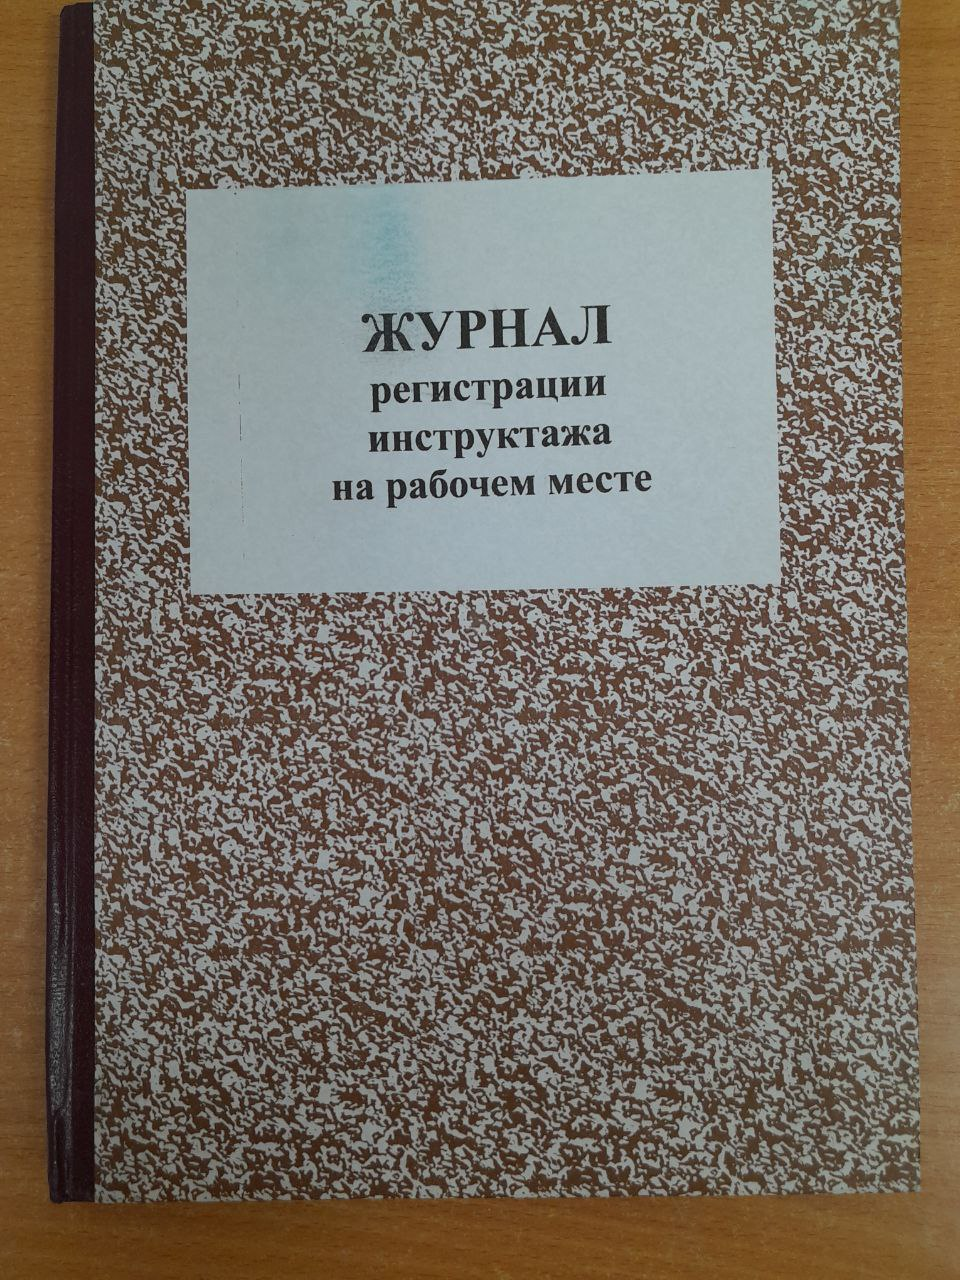 ЖУРНАЛ
регистрации
инструктажа
на рабочем месте